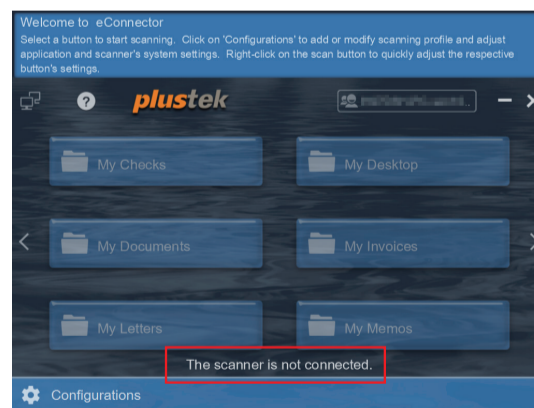 Welcome to eConnector
Select a button to start scanning. Click on 'Configurations' to add or modify scanning profile and adjust
application and scanner's system settings. Right-click on the scan button to quickly adjust the respective
button's settings.
? plustek
My Checks
My Desktop
My Documents
My Invoices
My Letters
My Memos
The scanner is not connected.
Configurations